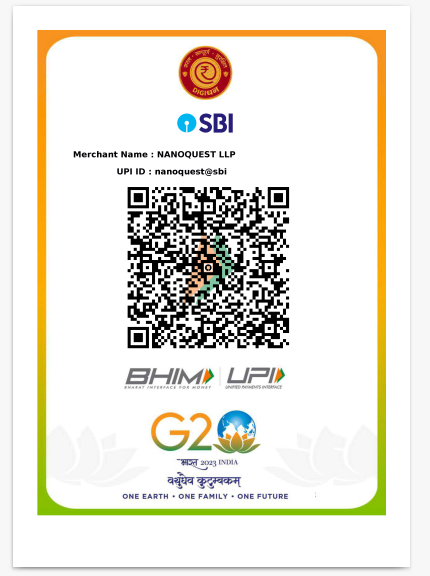 DIGIDHAN
SBI
Merchant Name : NANOQUEST LLP
UPI ID : nanoquest@sbi
BHIM UPI
BHARAT INTERFACE FOR MONEY UNIFIED PAYMENTS INTERFACE
G20
भारत 2023 INDIA
वसुधैव कुटुम्बकम्
ONE EARTH • ONE FAMILY • ONE FUTURE